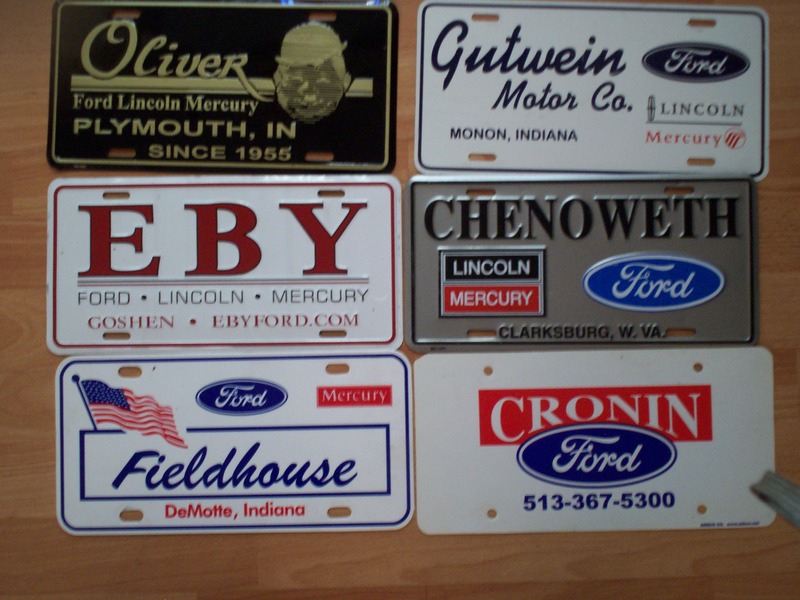 Oliver
Ford Lincoln Mercury
PLYMOUTH, IN
SINCE 1955
Gutwein
Ford
Motor Co.
LINCOLN
MONON, INDIANA
Mercury
EBY
FORD • LINCOLN • MERCURY
GOSHEN • EBYFORD.COM
CHENOWETH
LINCOLN
MERCURY
Ford
CLARKSBURG, W. VA.
Ford
Mercury
Fieldhouse
DeMotte, Indiana
CRONIN
Ford
513-367-5300